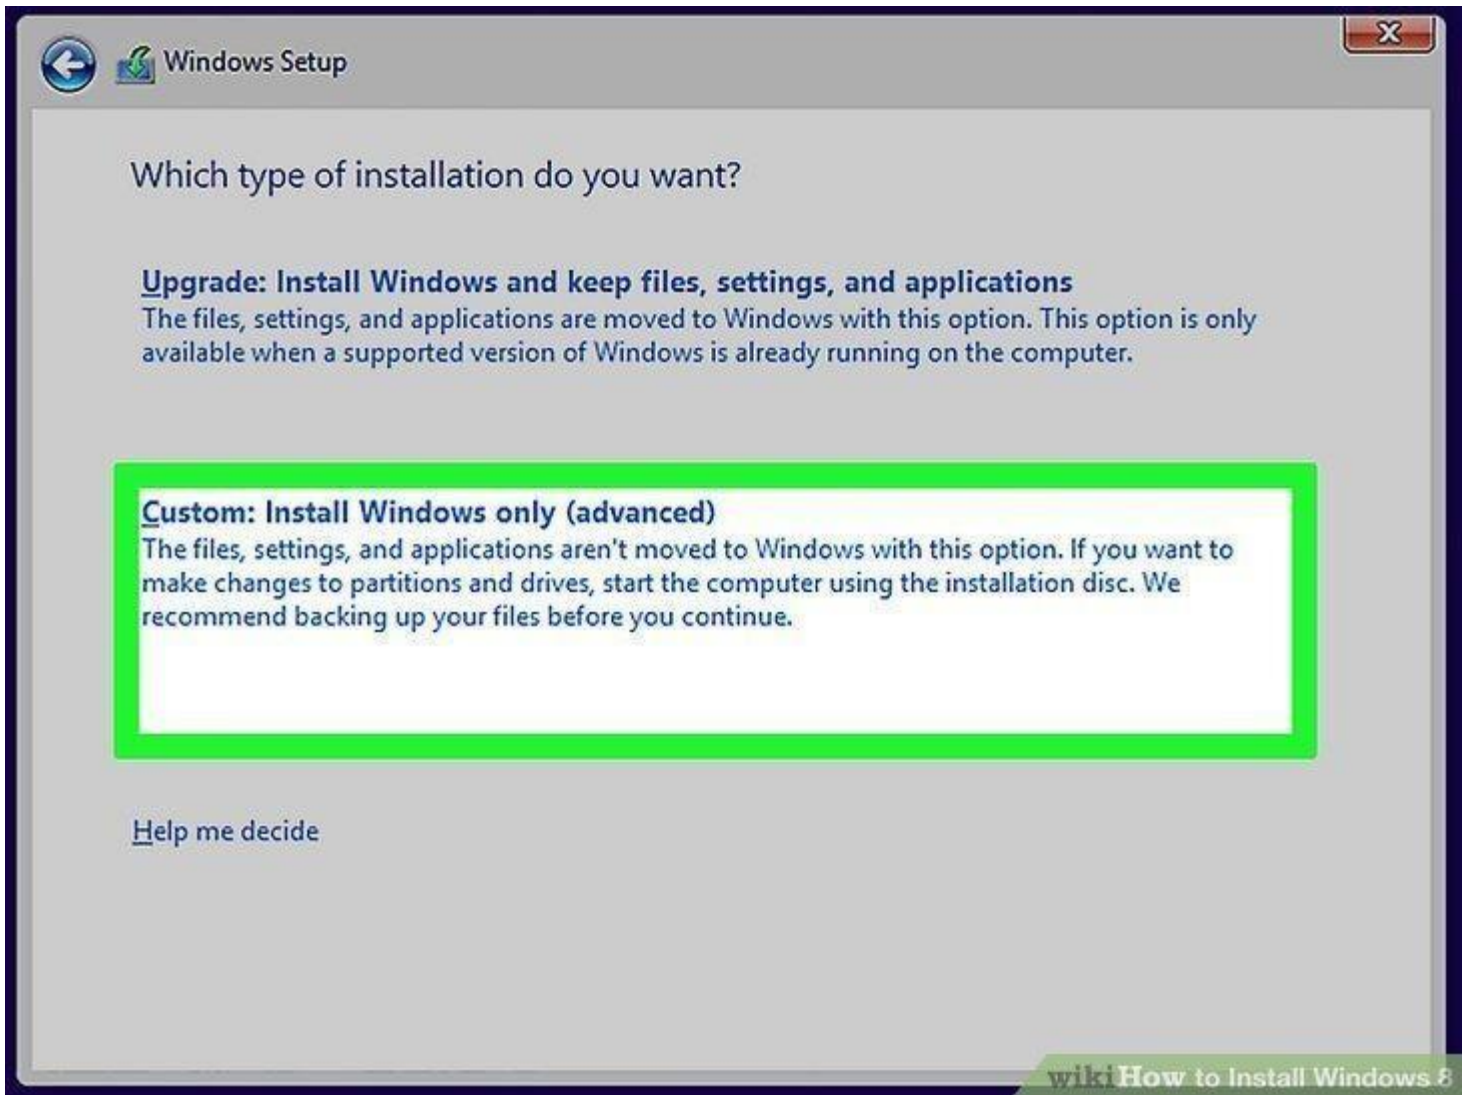 Windows Setup
Which type of installation do you want?
Upgrade: Install Windows and keep files, settings, and applications
The files, settings, and applications are moved to Windows with this option. This option is only
available when a supported version of Windows is already running on the computer.
Custom: Install Windows only (advanced)
The files, settings, and applications aren't moved to Windows with this option. If you want to
make changes to partitions and drives, start the computer using the installation disc. We
recommend backing up your files before you continue.
Help me decide
wikiHow to Install Windows 8